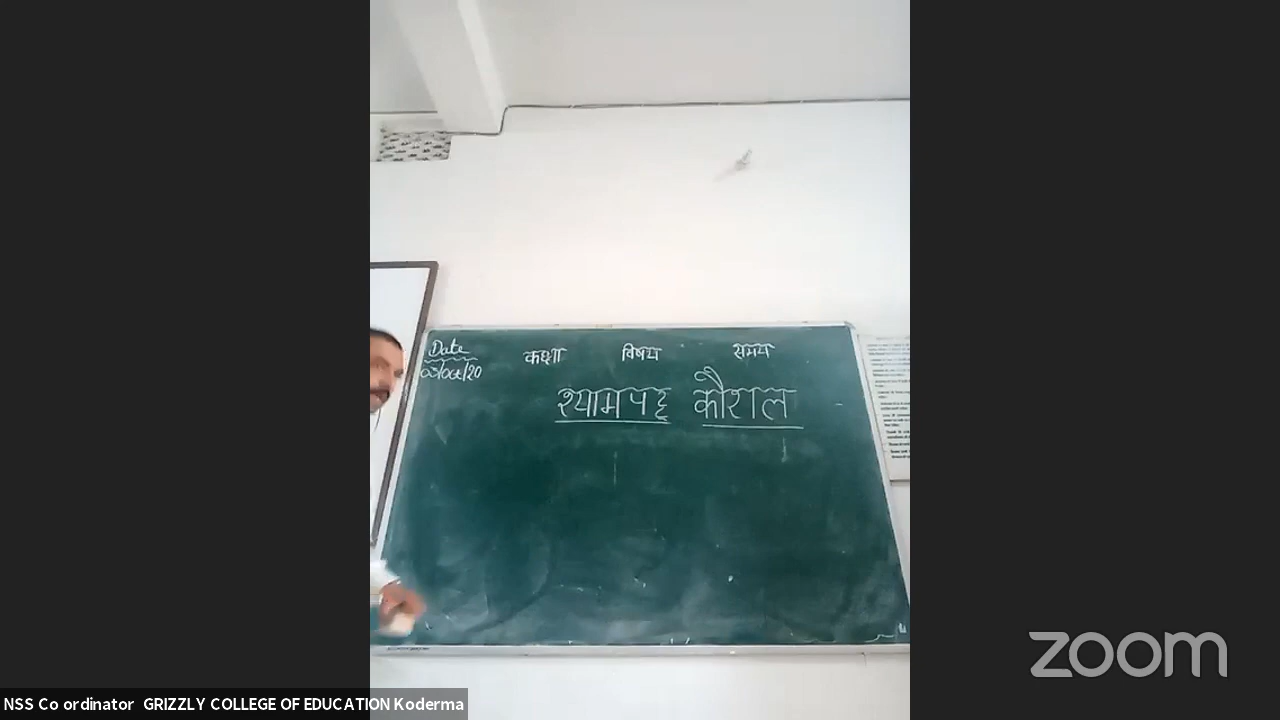 Date कक्षा विषय समय
श्यामपट्ट कौशल
zoom
NSS Co ordinator GRIZZLY COLLEGE OF EDUCATION Koderma